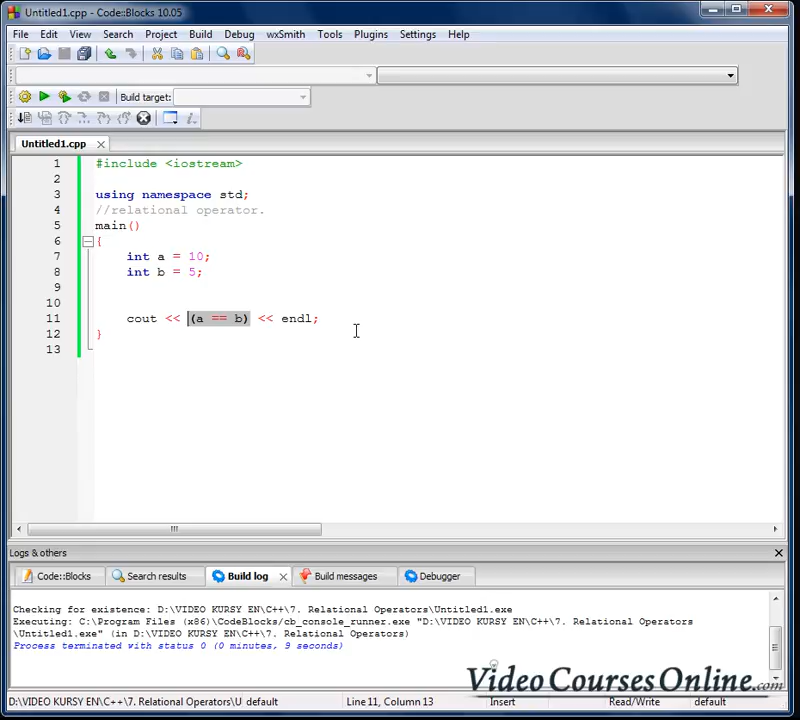 Untitled1.cpp - Code::Blocks 10.05
File Edit View Search Project Build Debug wxSmith Tools Plugins Settings Help
Build target:
Untitled1.cpp
1 #include <iostream>
2
3 using namespace std;
4 //relational operator.
5 main()
6 {
7 int a = 10;
8 int b = 5;
9
10
11 cout << (a == b) << endl;
12 }
13
Logs & others
Code::Blocks Search results Build log Build messages Debugger
Checking for existence: D:\VIDEO KURSY EN\C++\7. Relational Operators\Untitled1.exe
Executing: C:\Program Files (x86)\CodeBlocks/cb_console_runner.exe "D:\VIDEO KURSY EN\C++\7. Relational Operators
\Untitled1.exe" (in D:\VIDEO KURSY EN\C++\7. Relational Operators)
Process terminated with status 0 (0 minutes, 9 seconds)
VideoCoursesOnline.com
D:\VIDEO KURSY EN\C++\7. Relational Operators\U default Line 11, Column 13 Insert Read/Write default